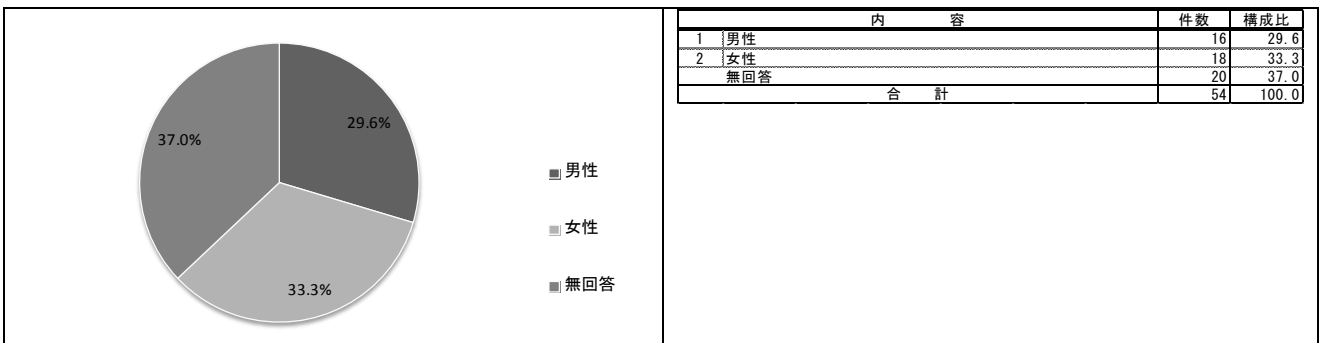 29.6%
37.0%
33.3%
男性
女性
無回答
内 容 件数 構成比
1 男性 16 29.6
2 女性 18 33.3
無回答 20 37.0
合 計 54 100.0